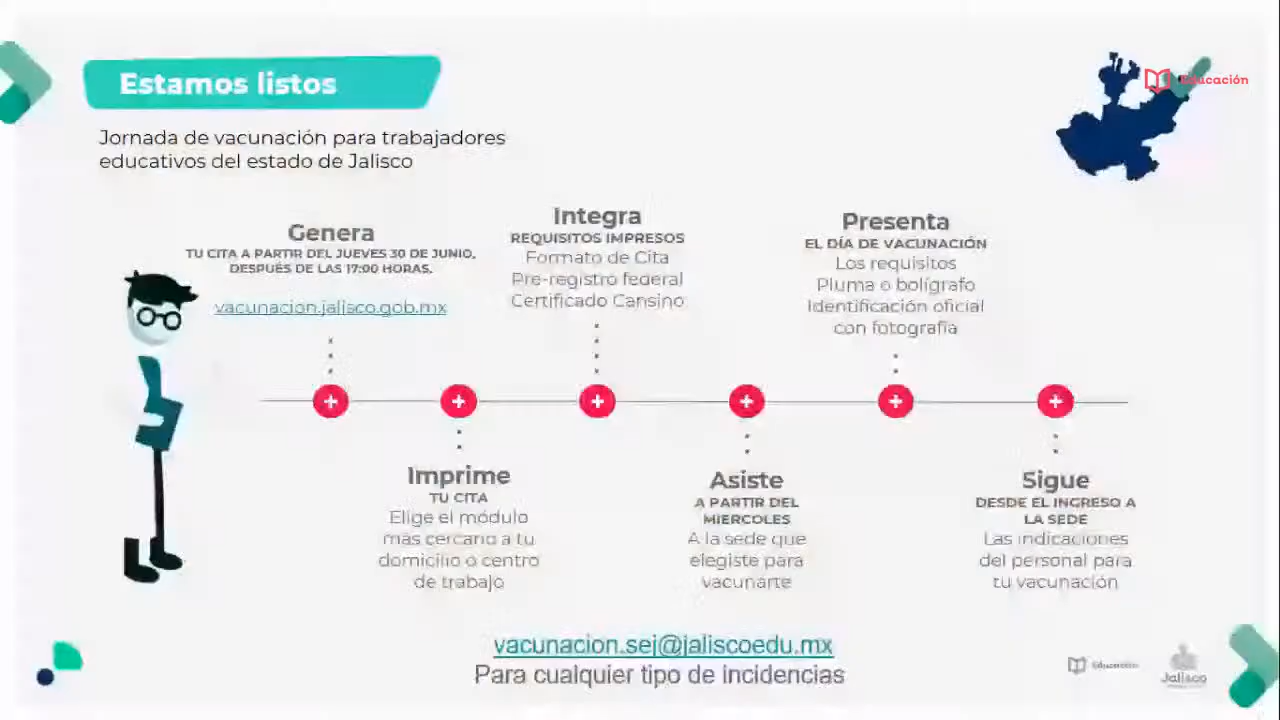 Estamos listos
Educación
Jornada de vacunación para trabajadores
educativos del estado de Jalisco
Genera
TU CITA A PARTIR DEL JUEVES 30 DE JUNIO,
DESPUÉS DE LAS 17:00 HORAS.
vacunacion.jalisco.gob.mx
Imprime
TU CITA
Elige el módulo
más cercano a tu
domicilio o centro
de trabajo
Integra
REQUISITOS IMPRESOS
Formato de Cita
Pre-registro federal
Certificado Cansino
Asiste
A PARTIR DEL
MIERCOLES
A la sede que
elegiste para
vacunarte
Presenta
EL DÍA DE VACUNACIÓN
Los requisitos
Pluma o bolígrafo
Identificación oficial
con fotografía
Sigue
DESDE EL INGRESO A
LA SEDE
Las indicaciones
del personal para
tu vacunación
vacunacion.sej@jaliscoedu.mx
Para cualquier tipo de incidencias
Educación
Jalisco